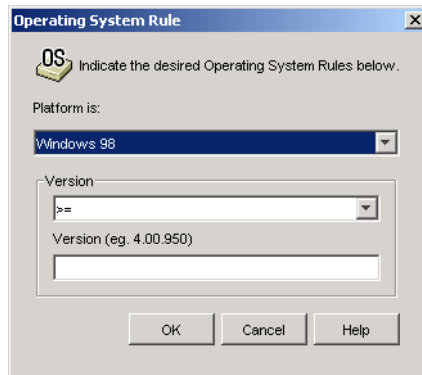 Operating System Rule
OS
Indicate the desired Operating System Rules below.
Platform is:
Windows 98
Version
>=
Version (eg. 4.00.950)
OK Cancel Help